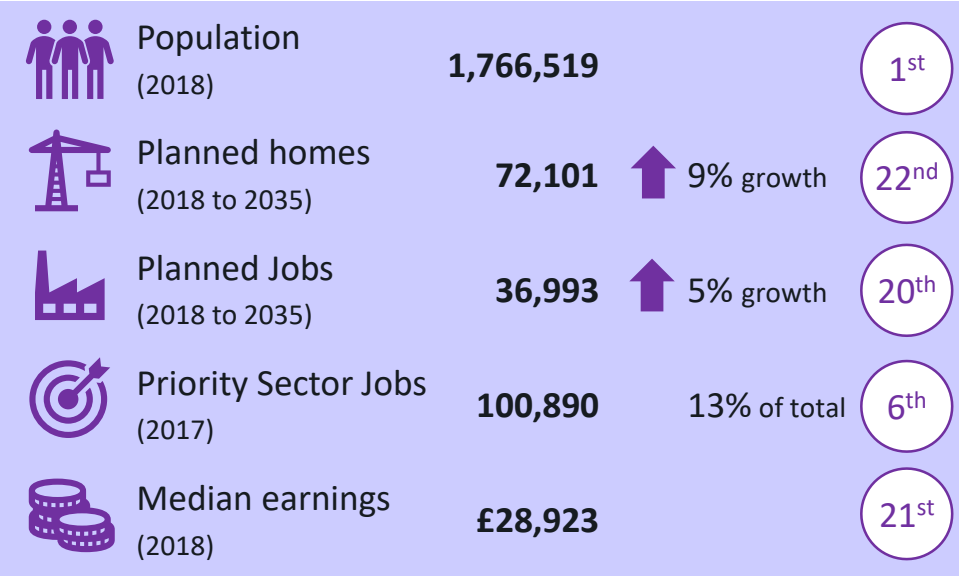 Population
(2018)
1,766,519
1st
Planned homes
(2018 to 2035)
72,101
9% growth
22nd
Planned Jobs
(2018 to 2035)
36,993
5% growth
20th
Priority Sector Jobs
(2017)
100,890
13% of total
6th
Median earnings
(2018)
£28,923
21st